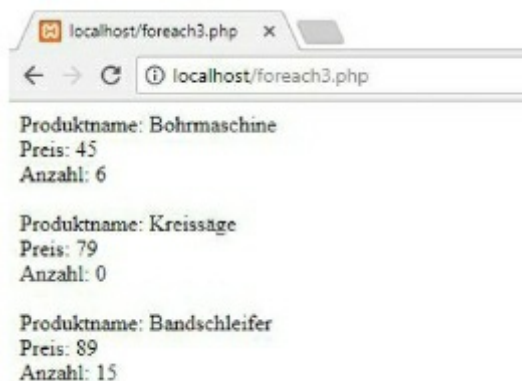 localhost/foreach3.php
localhost/foreach3.php
Produktname: Bohrmaschine
Preis: 45
Anzahl: 6
Produktname: Kreissäge
Preis: 79
Anzahl: 0
Produktname: Bandschleifer
Preis: 89
Anzahl: 15